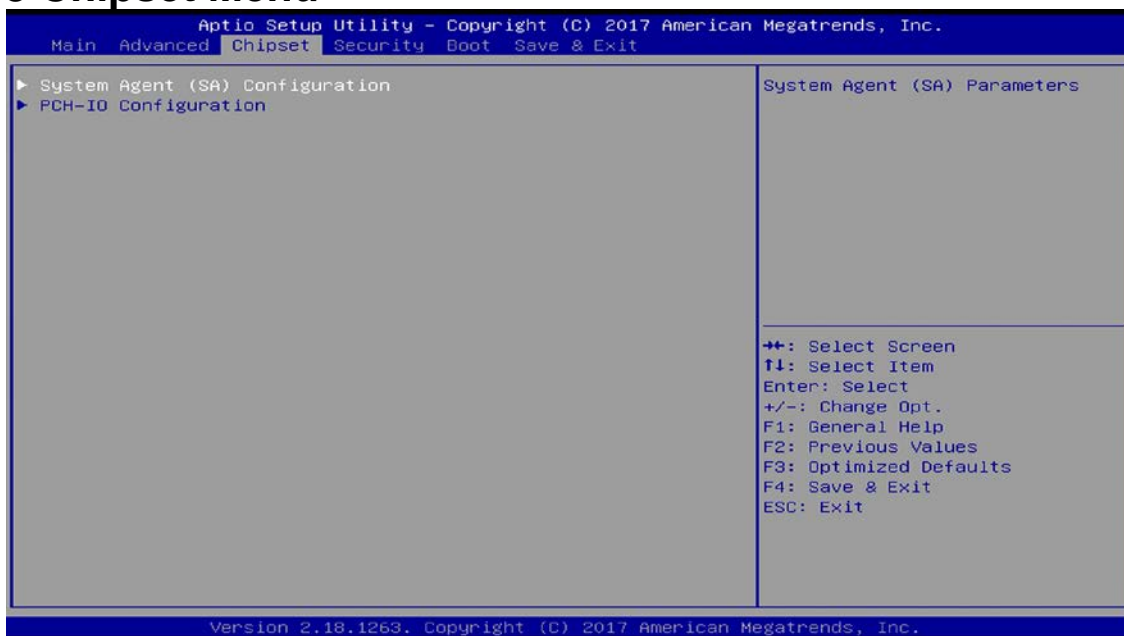 Chipset Menu
Aptio Setup Utility - Copyright (C) 2017 American Megatrends, Inc.
Main Advanced Chipset Security Boot Save & Exit
► System Agent (SA) Configuration
► PCH-IO Configuration
System Agent (SA) Parameters
→←: Select Screen
↑↓: Select Item
Enter: Select
+/-: Change Opt.
F1: General Help
F2: Previous Values
F3: Optimized Defaults
F4: Save & Exit
ESC: Exit
Version 2.18.1263. Copyright (C) 2017 American Megatrends, Inc.